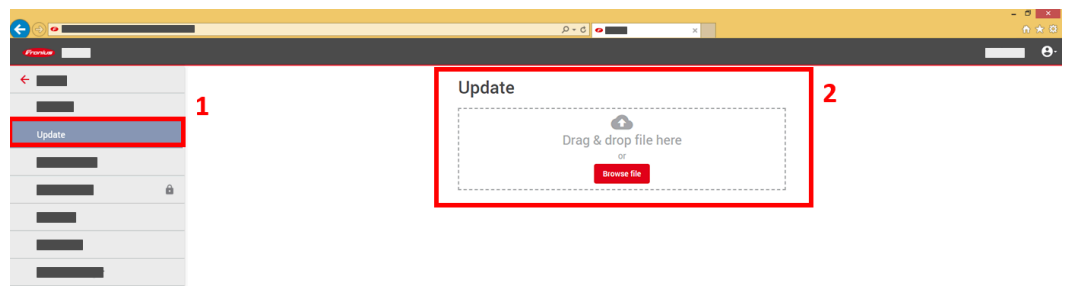 Fronius
1
Update
Update
2
Drag & drop file here
or
Browse file